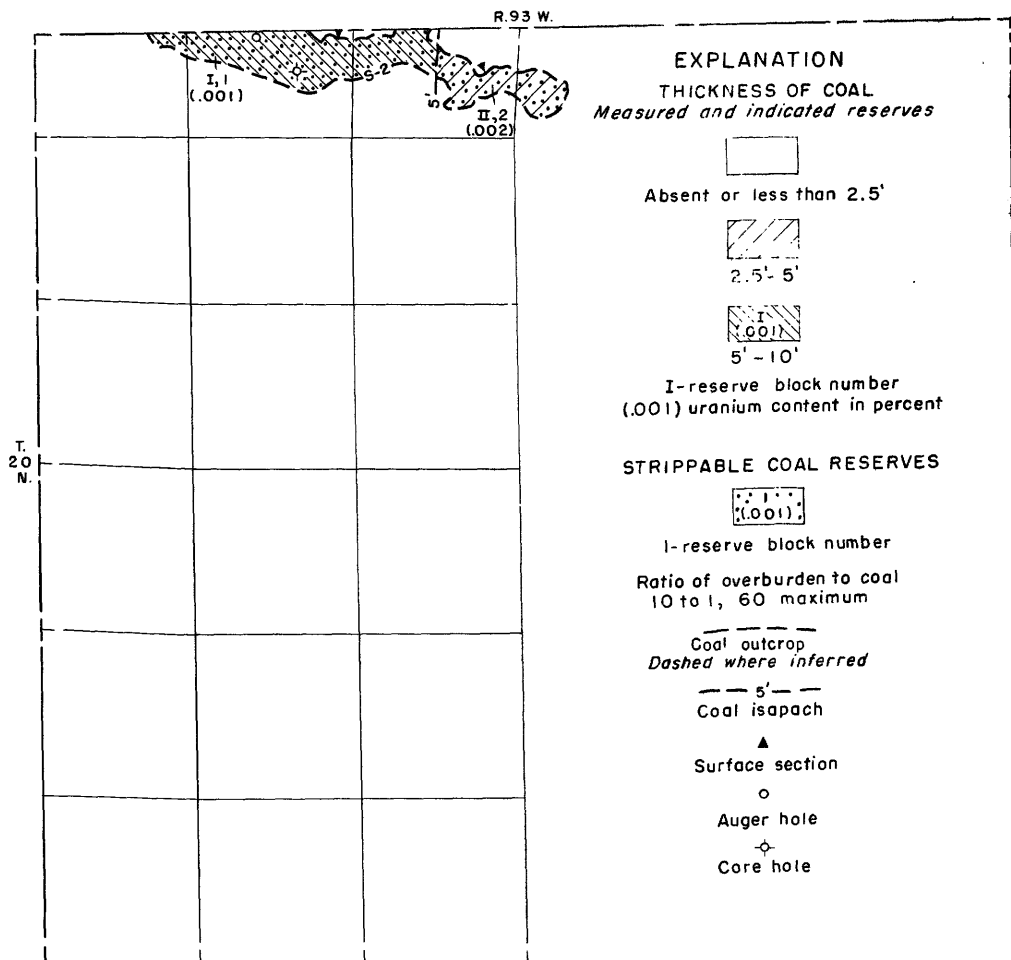 R.93 W.
I,1
(.001)
S-2
5'
II,2
(.002)
T.
20
N.
EXPLANATION
THICKNESS OF COAL
Measured and indicated reserves
Absent or less than 2.5'
2.5'- 5'
I
(.001)
5' - 10'
I-reserve block number
(.001) uranium content in percent
STRIPPABLE COAL RESERVES
I
(.001)
I-reserve block number
Ratio of overburden to coal
10 to 1, 60 maximum
Coal outcrop
Dashed where inferred
5'
Coal isapach
Surface section
Auger hole
Core hole